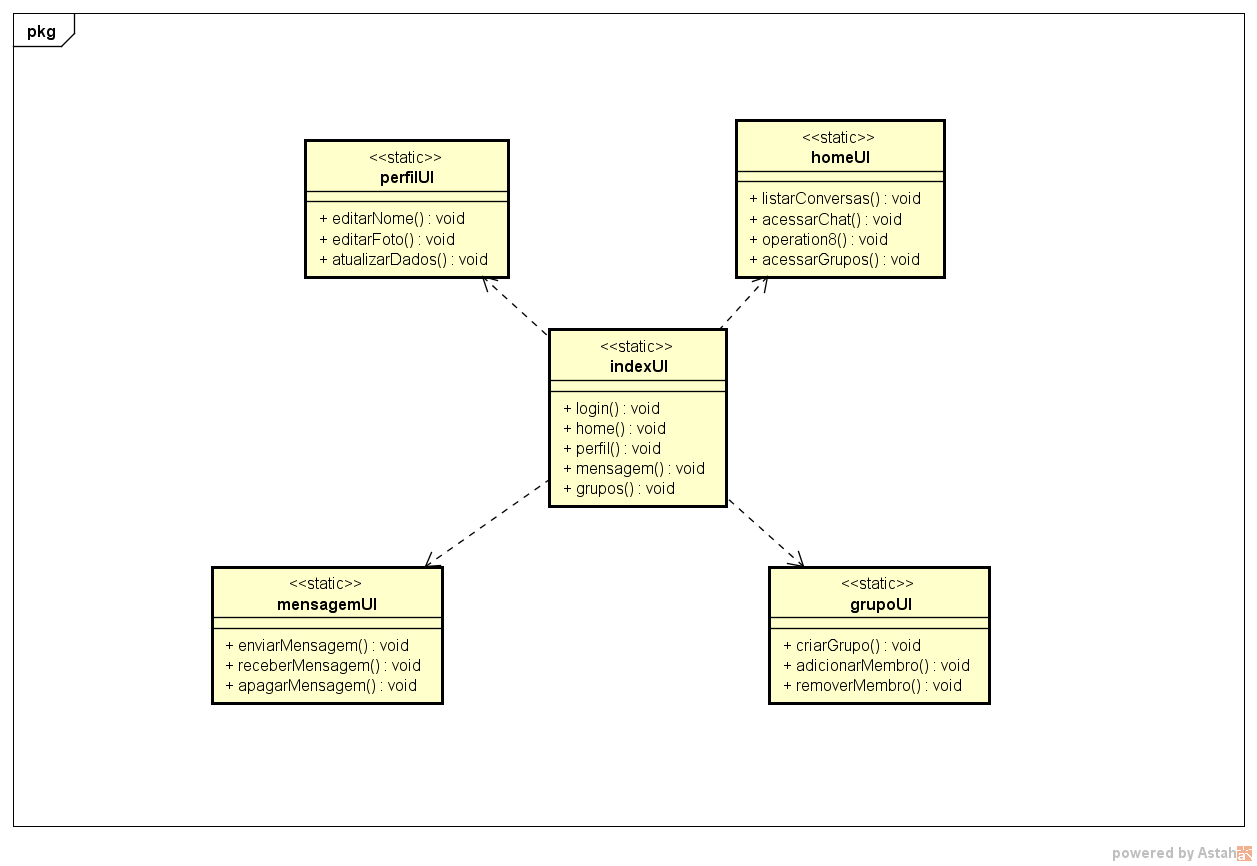 pkg
<<static>>
perfilUI
+ editarNome() : void
+ editarFoto() : void
+ atualizarDados() : void
<<static>>
homeUI
+ listarConversas() : void
+ acessarChat() : void
+ operation8() : void
+ acessarGrupos() : void
<<static>>
indexUI
+ login() : void
+ home() : void
+ perfil() : void
+ mensagem() : void
+ grupos() : void
<<static>>
mensagemUI
+ enviarMensagem() : void
+ receberMensagem() : void
+ apagarMensagem() : void
<<static>>
grupoUI
+ criarGrupo() : void
+ adicionarMembro() : void
+ removerMembro() : void
powered by Astah